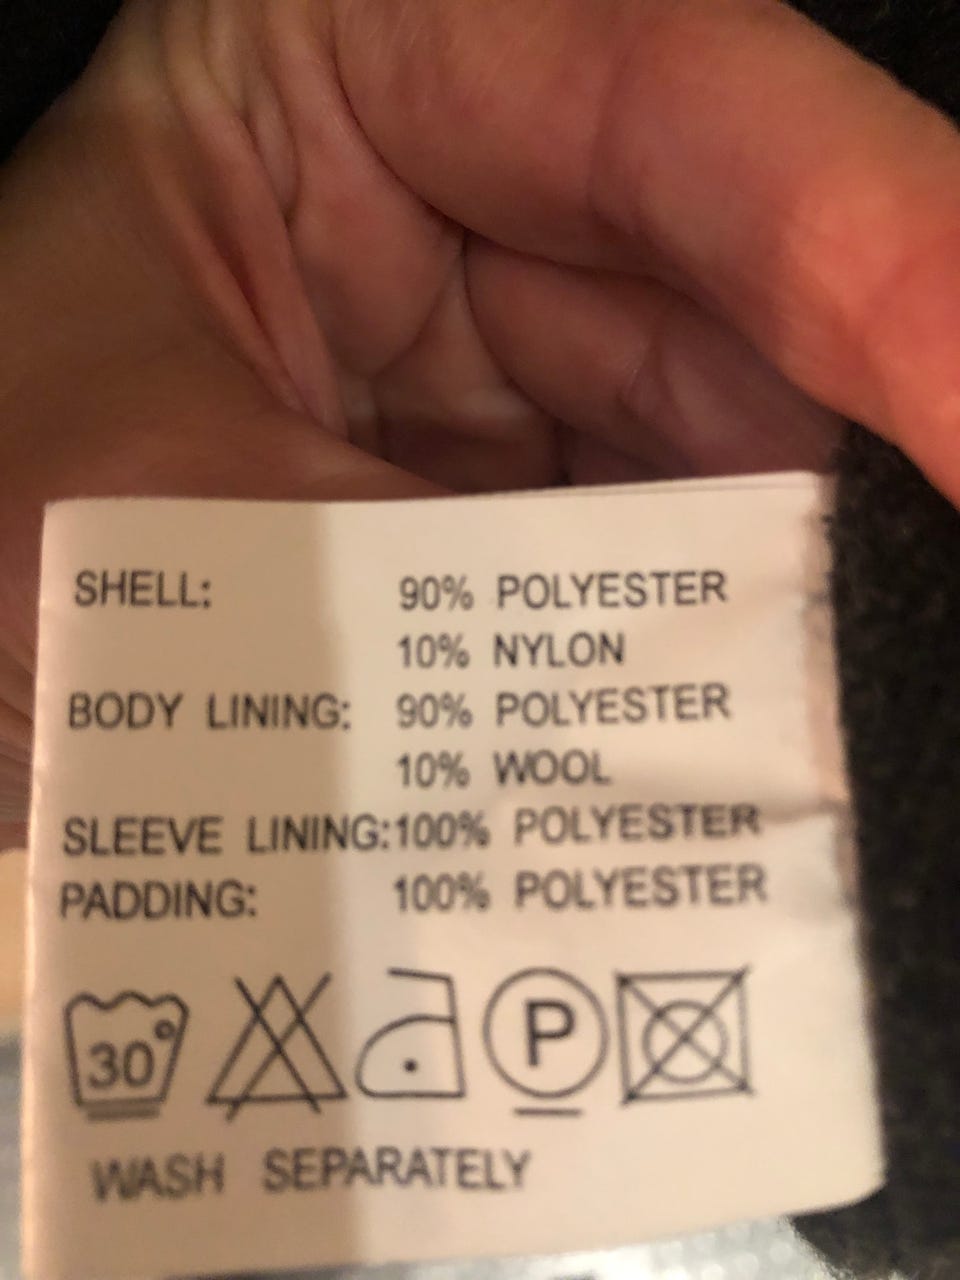 SHELL: 90% POLYESTER
10% NYLON
BODY LINING: 90% POLYESTER
10% WOOL
SLEEVE LINING:100% POLYESTER
PADDING: 100% POLYESTER
30° P
WASH SEPARATELY